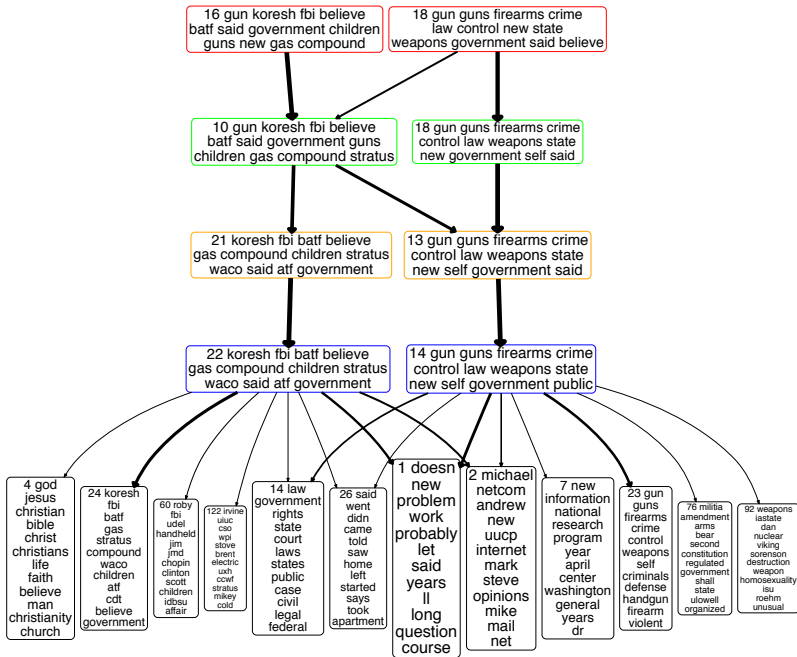 16 gun koresh fbi believe
batf said government children
guns new gas compound
18 gun guns firearms crime
law control new state
weapons government said believe
10 gun koresh fbi believe
batf said government guns
children gas compound stratus
18 gun guns firearms crime
control law weapons state
new government self said
21 koresh fbi batf believe
gas compound children stratus
waco said atf government
13 gun guns firearms crime
control law weapons state
new self government said
22 koresh fbi batf believe
gas compound children stratus
waco said atf government
14 gun guns firearms crime
control law weapons state
new self government public
4 god
jesus
christian
bible
christ
christians
life
faith
believe
man
christianity
church
24 koresh
fbi
batf
gas
stratus
compound
waco
children
atf
cdt
believe
government
60 roby
fbi
udel
handheld
jim
jmd
chopin
clinton
scott
children
idbsu
affair
122 irvine
uiuc
cso
wpi
stove
brent
electric
uxh
ccwf
stratus
mikey
cold
14 law
government
rights
state
court
laws
states
public
case
civil
legal
federal
26 said
went
didn
came
told
saw
home
left
started
says
took
apartment
1 doesn
new
problem
work
probably
let
said
years
ll
long
question
course
2 michael
netcom
andrew
new
uucp
internet
mark
steve
opinions
mike
mail
net
7 new
information
national
research
program
year
april
center
washington
general
years
dr
23 gun
guns
firearms
crime
control
weapons
self
criminals
defense
handgun
firearm
violent
76 militia
amendment
arms
bear
second
constitution
regulated
government
shall
state
ulowell
organized
92 weapons
iastate
dan
nuclear
viking
sorenson
destruction
weapon
homosexuality
isu
roehm
unusual